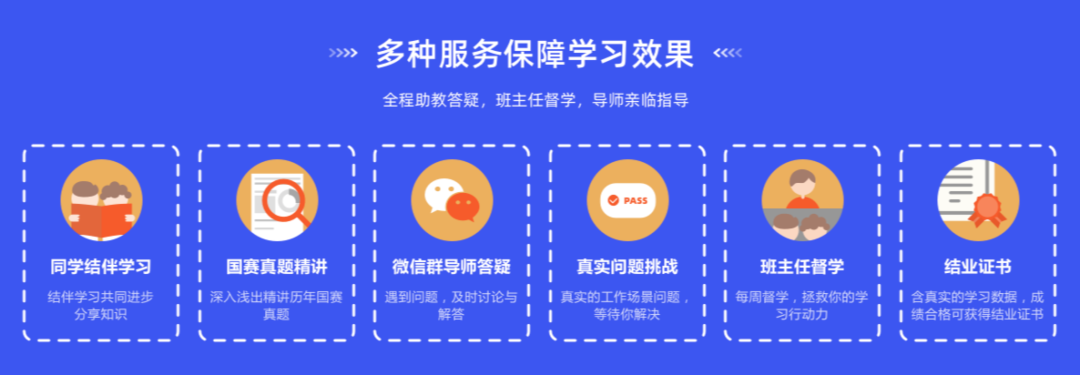 多种服务保障学习效果
全程助教答疑，班主任督学，导师亲临指导
PASS
同学结伴学习
国赛真题精讲
微信群导师答疑
真实问题挑战
班主任督学
结业证书
结伴学习共同进步
分享知识
深入浅出精讲历年国赛
真题
遇到问题，及时讨论与
解答
真实的工作场景问题，
等待你解决
每周督学，拯救你的学
习行动力
含真实的学习数据，成
绩合格可获得结业证书